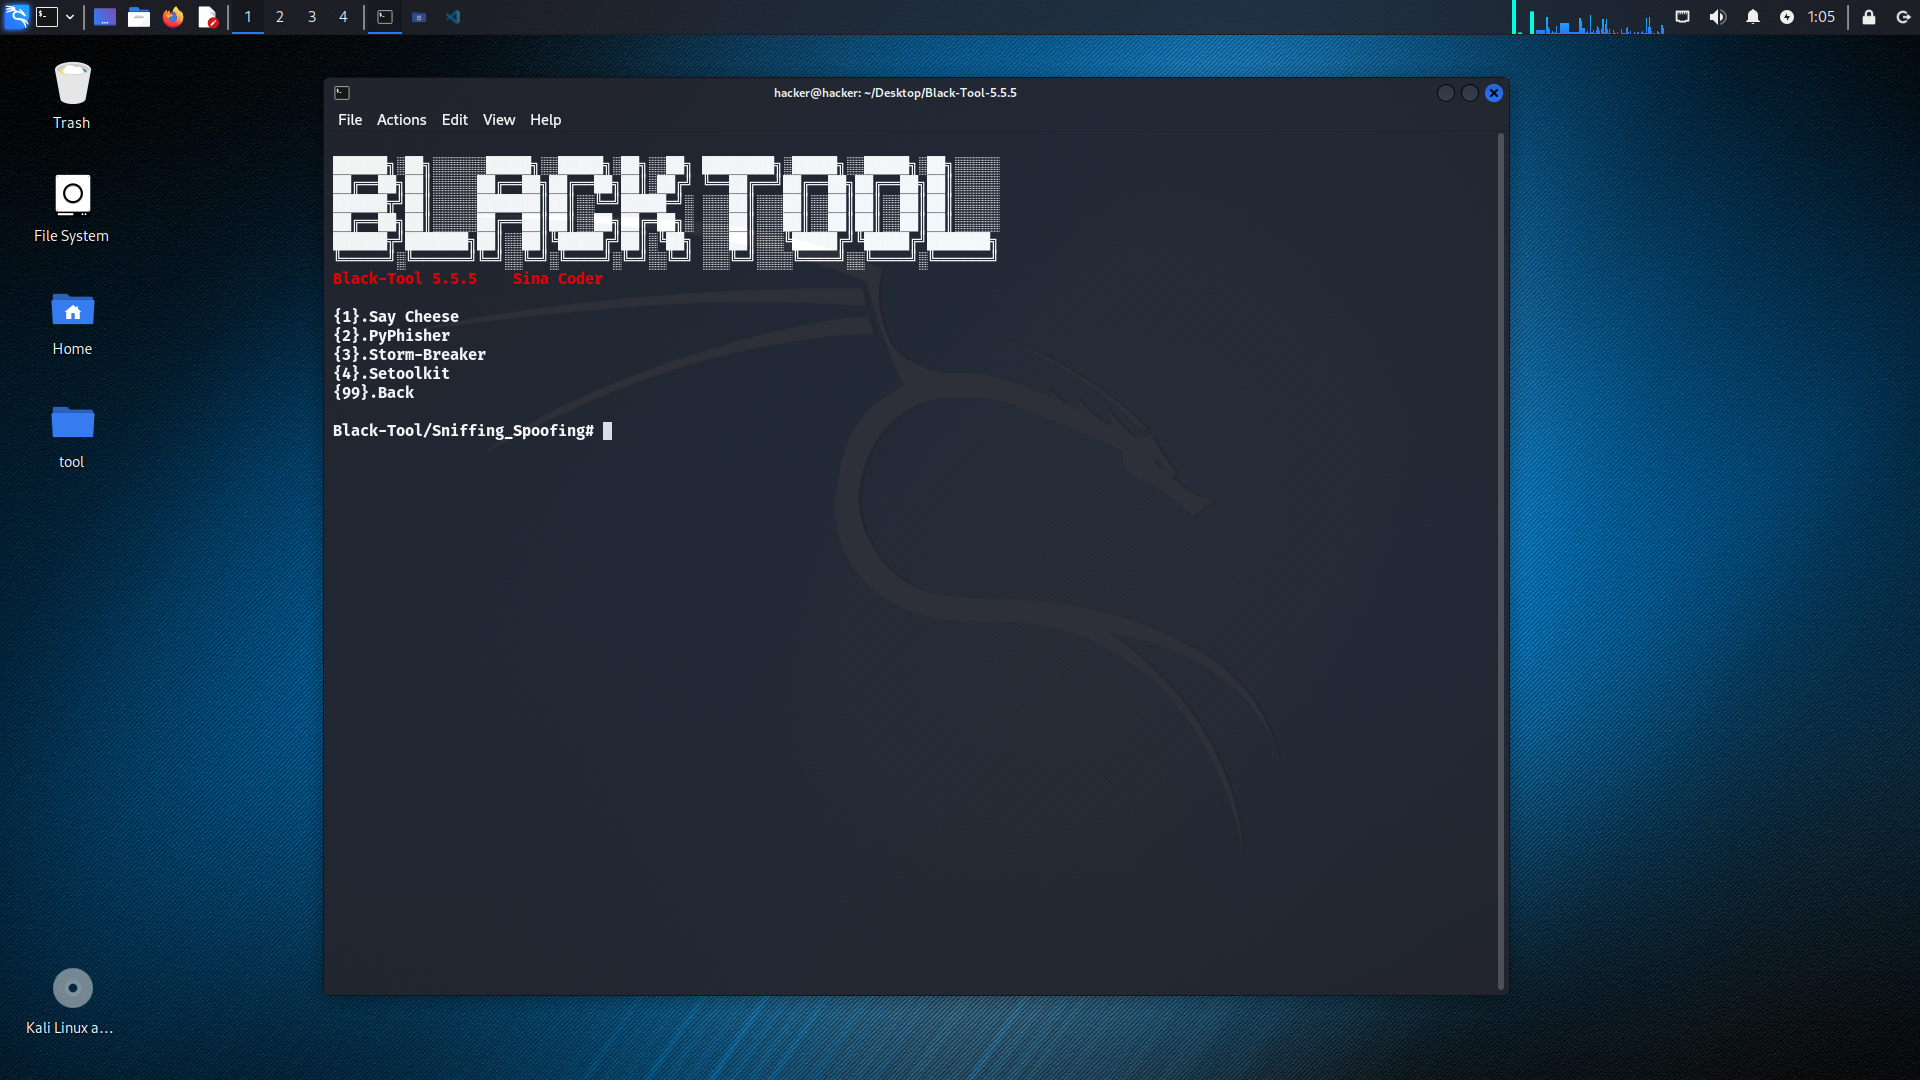 1 2 3 4
1:05
Trash
File System
Home
tool
Kali Linux a...
hacker@hacker: ~/Desktop/Black-Tool-5.5.5
File Actions Edit View Help
BLACK TOOL
Black-Tool 5.5.5 Sina Coder
{1}.Say Cheese
{2}.PyPhisher
{3}.Storm-Breaker
{4}.Setoolkit
{99}.Back
Black-Tool/Sniffing_Spoofing#